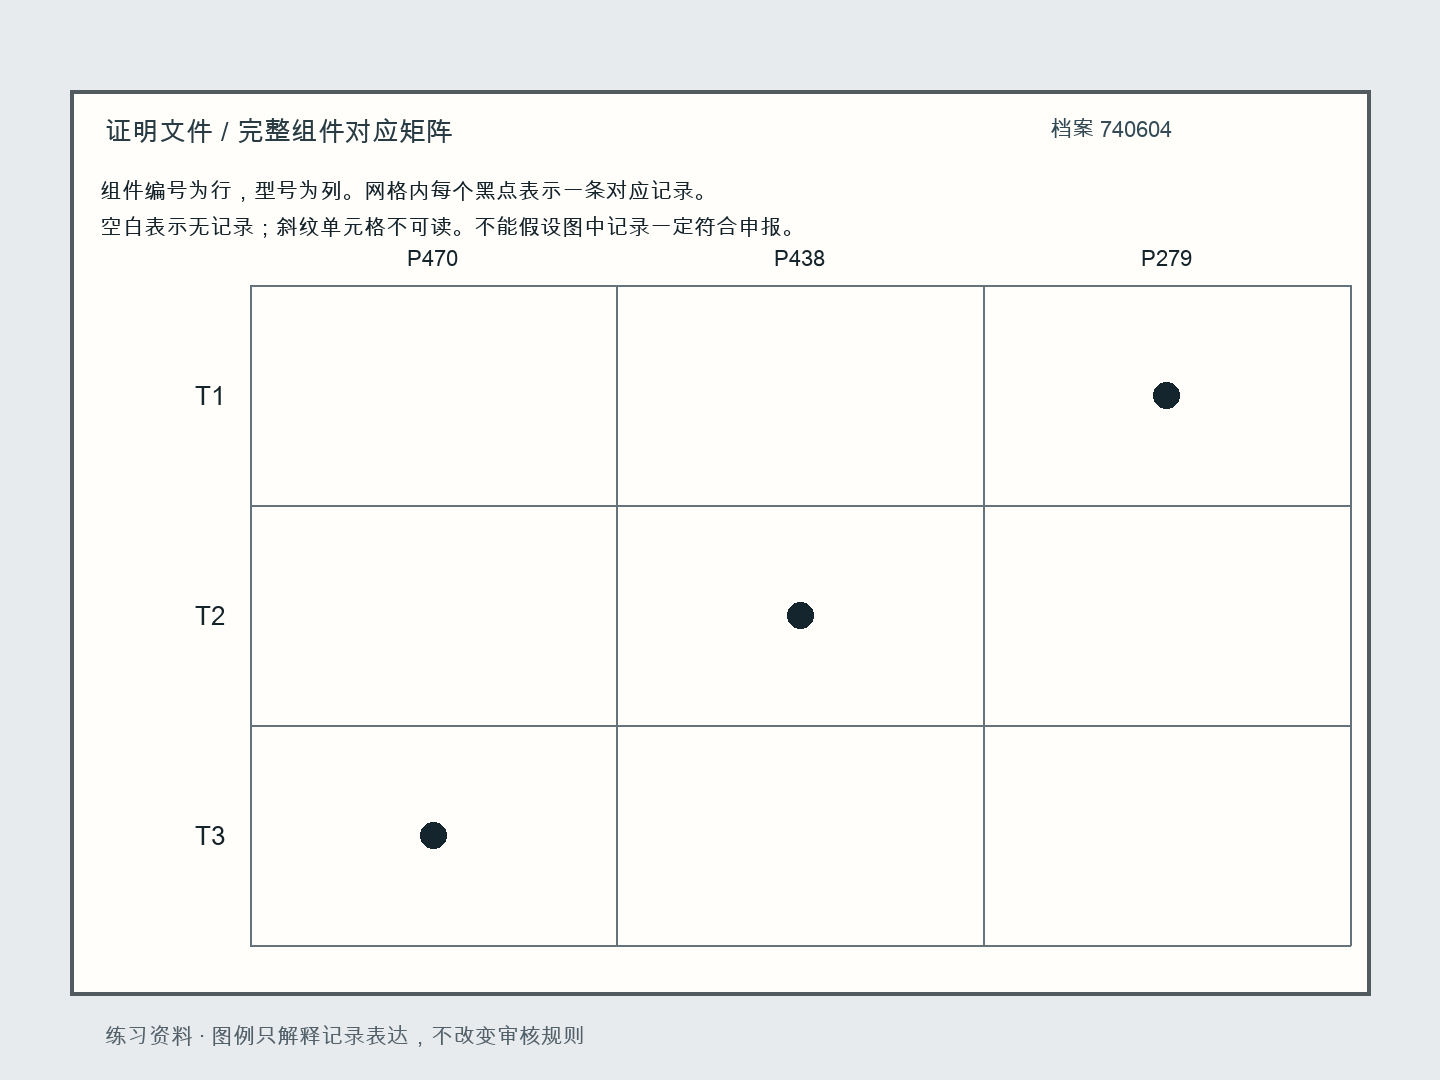 证明文件 / 完整组件对应矩阵
档案 740604
组件编号为行，型号为列。网格内每个黑点表示一条对应记录。
空白表示无记录；斜纹单元格不可读。不能假设图中记录一定符合申报。
P470 P438 P279
T1
T2
T3
练习资料 · 图例只解释记录表达，不改变审核规则